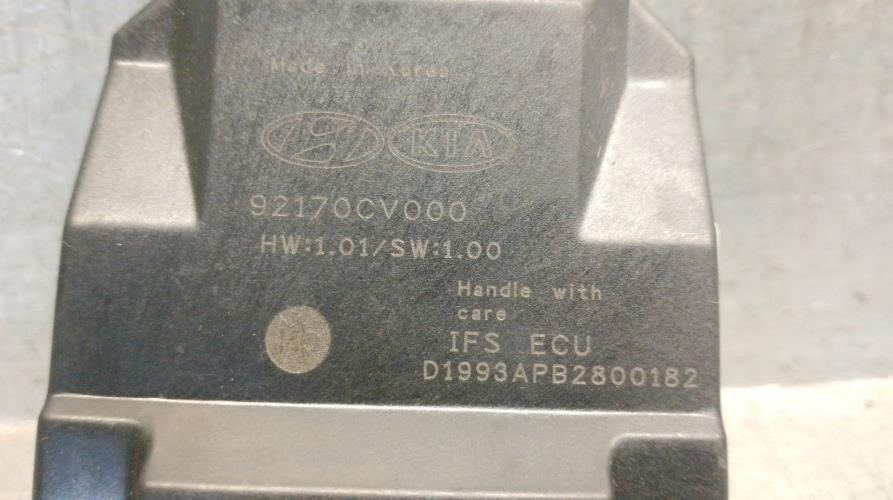 Made in Korea
KIA
92170CV000
HW:1.01/SW:1.00
Handle with
care
IFS ECU
D1993APB2800182